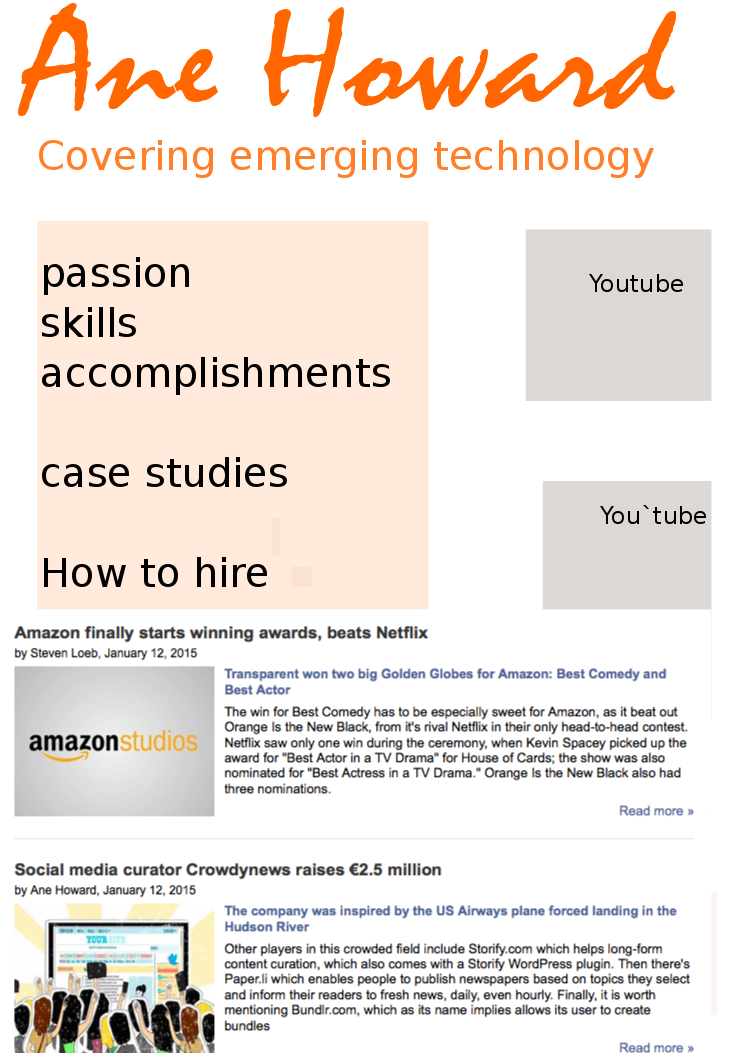 Ane Howard
Covering emerging technology
passion
skills
accomplishments
case studies
How to hire
Youtube
You`tube
Amazon finally starts winning awards, beats Netflix
by Steven Loeb, January 12, 2015
amazonstudios
Transparent won two big Golden Globes for Amazon: Best Comedy and
Best Actor
The win for Best Comedy has to be especially sweet for Amazon, as it beat out
Orange Is the New Black, from it's rival Netflix in their only head-to-head contest.
Netflix saw only one win during the ceremony, when Kevin Spacey picked up the
award for "Best Actor in a TV Drama" for House of Cards; the show was also
nominated for "Best Actress in a TV Drama." Orange Is the New Black also had
three nominations.
Read more »
Social media curator Crowdynews raises €2.5 million
by Ane Howard, January 12, 2015
YOUR SITE
The company was inspired by the US Airways plane forced landing in the
Hudson River
Other players in this crowded field include Storify.com which helps long-form
content curation, which also comes with a Storify WordPress plugin. Then there's
Paper.li which enables people to publish newspapers based on topics they select
and inform their readers to fresh news, daily, even hourly. Finally, it is worth
mentioning Bundlr.com, which as its name implies allows its user to create
bundles
Read more »